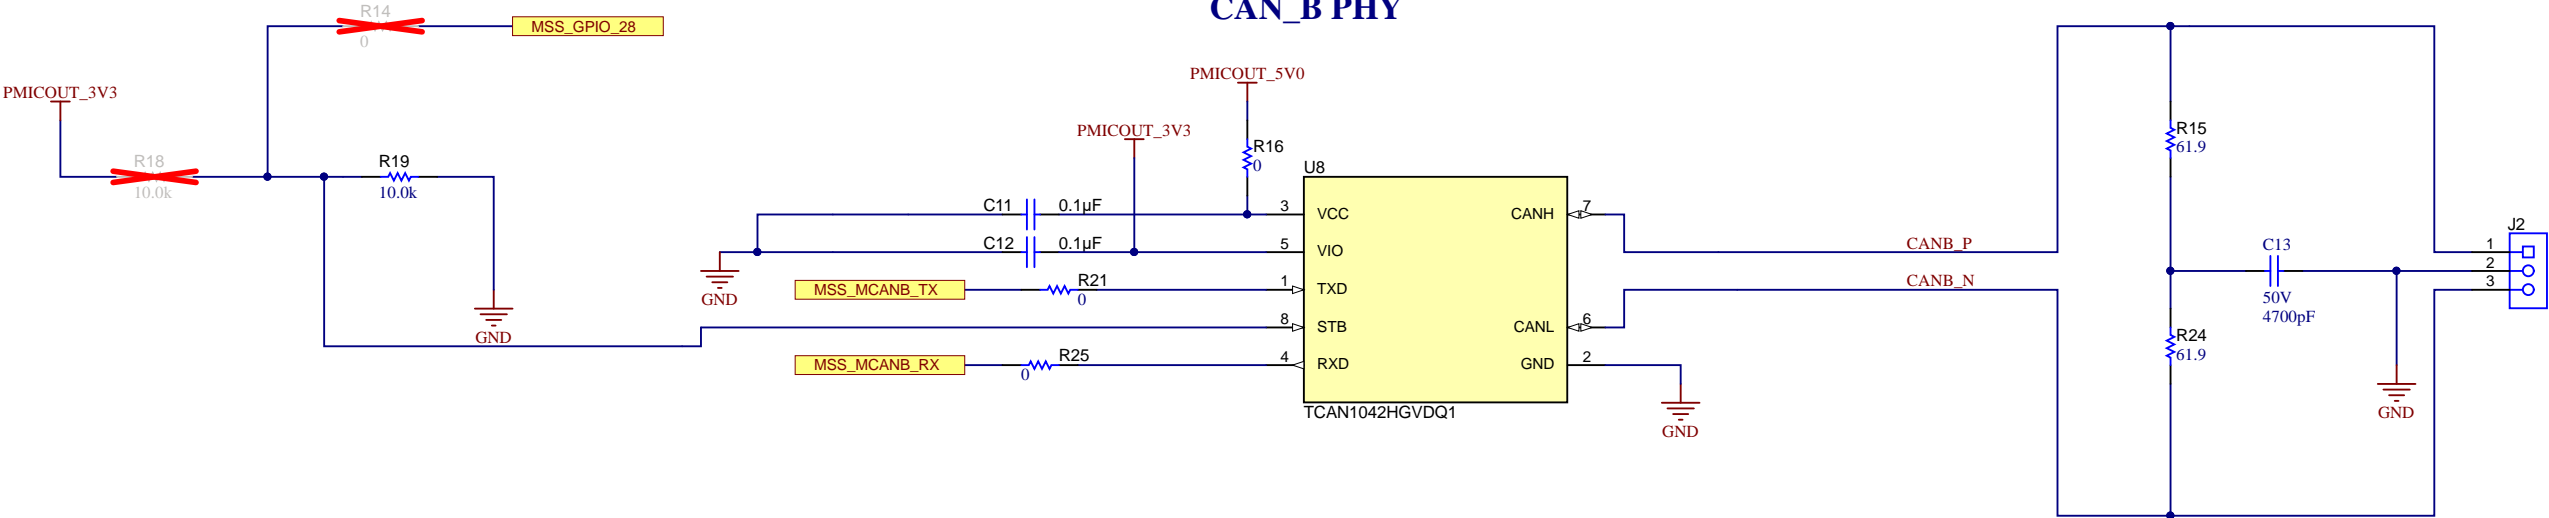 CAN_B PHY
R14
0
MSS_GPIO_28
PMICOUT_3V3
R18
10.0k
R19
10.0k
GND
PMICOUT_5V0
PMICOUT_3V3
R16
0
U8
C11 0.1µF
C12 0.1µF
GND
MSS_MCANB_TX
R21
0
MSS_MCANB_RX
R25
0
3 VCC
5 VIO
1 TXD
8 STB
4 RXD
CANH 7
CANL 6
GND 2
TCAN1042HGVDQ1
GND
CANB_P
CANB_N
R15
61.9
C13
50V
4700pF
R24
61.9
GND
J2
1
2
3